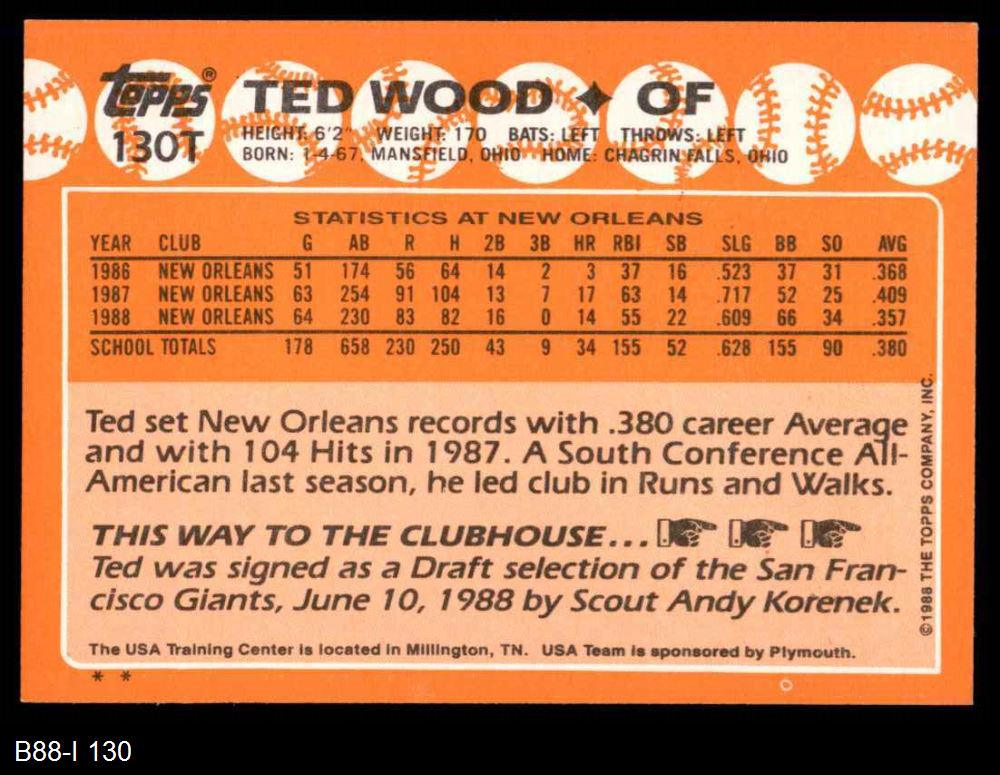 Topps® TED WOOD ✦ OF
130T HEIGHT: 6'2" WEIGHT: 170 BATS: LEFT THROWS: LEFT
BORN: 1-4-67, MANSFIELD, OHIO HOME: CHAGRIN FALLS, OHIO
STATISTICS AT NEW ORLEANS
YEAR CLUB G AB R H 2B 3B HR RBI SB SLG BB SO AVG
1986 NEW ORLEANS 51 174 56 64 14 2 3 37 16 .523 37 31 .368
1987 NEW ORLEANS 63 254 91 104 13 7 17 63 14 .717 52 25 .409
1988 NEW ORLEANS 64 230 83 82 16 0 14 55 22 .609 66 34 .357
SCHOOL TOTALS 178 658 230 250 43 9 34 155 52 .628 155 90 .380
Ted set New Orleans records with .380 career Average
and with 104 Hits in 1987. A South Conference All-
American last season, he led club in Runs and Walks.
THIS WAY TO THE CLUBHOUSE...
Ted was signed as a Draft selection of the San Fran-
cisco Giants, June 10, 1988 by Scout Andy Korenek.
The USA Training Center is located in Millington, TN. USA Team is sponsored by Plymouth.
* *
©1988 THE TOPPS COMPANY, INC.
B88-I 130